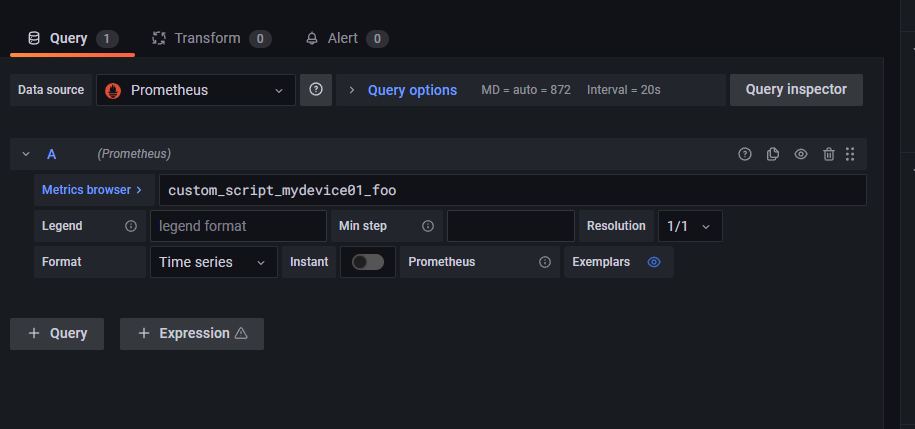 Query 1 Transform 0 Alert 0
Data source Prometheus Query options MD = auto = 872 Interval = 20s Query inspector
A (Prometheus)
Metrics browser > custom_script_mydevice01_foo
Legend legend format Min step Resolution 1/1
Format Time series Instant Prometheus Exemplars
+ Query + Expression